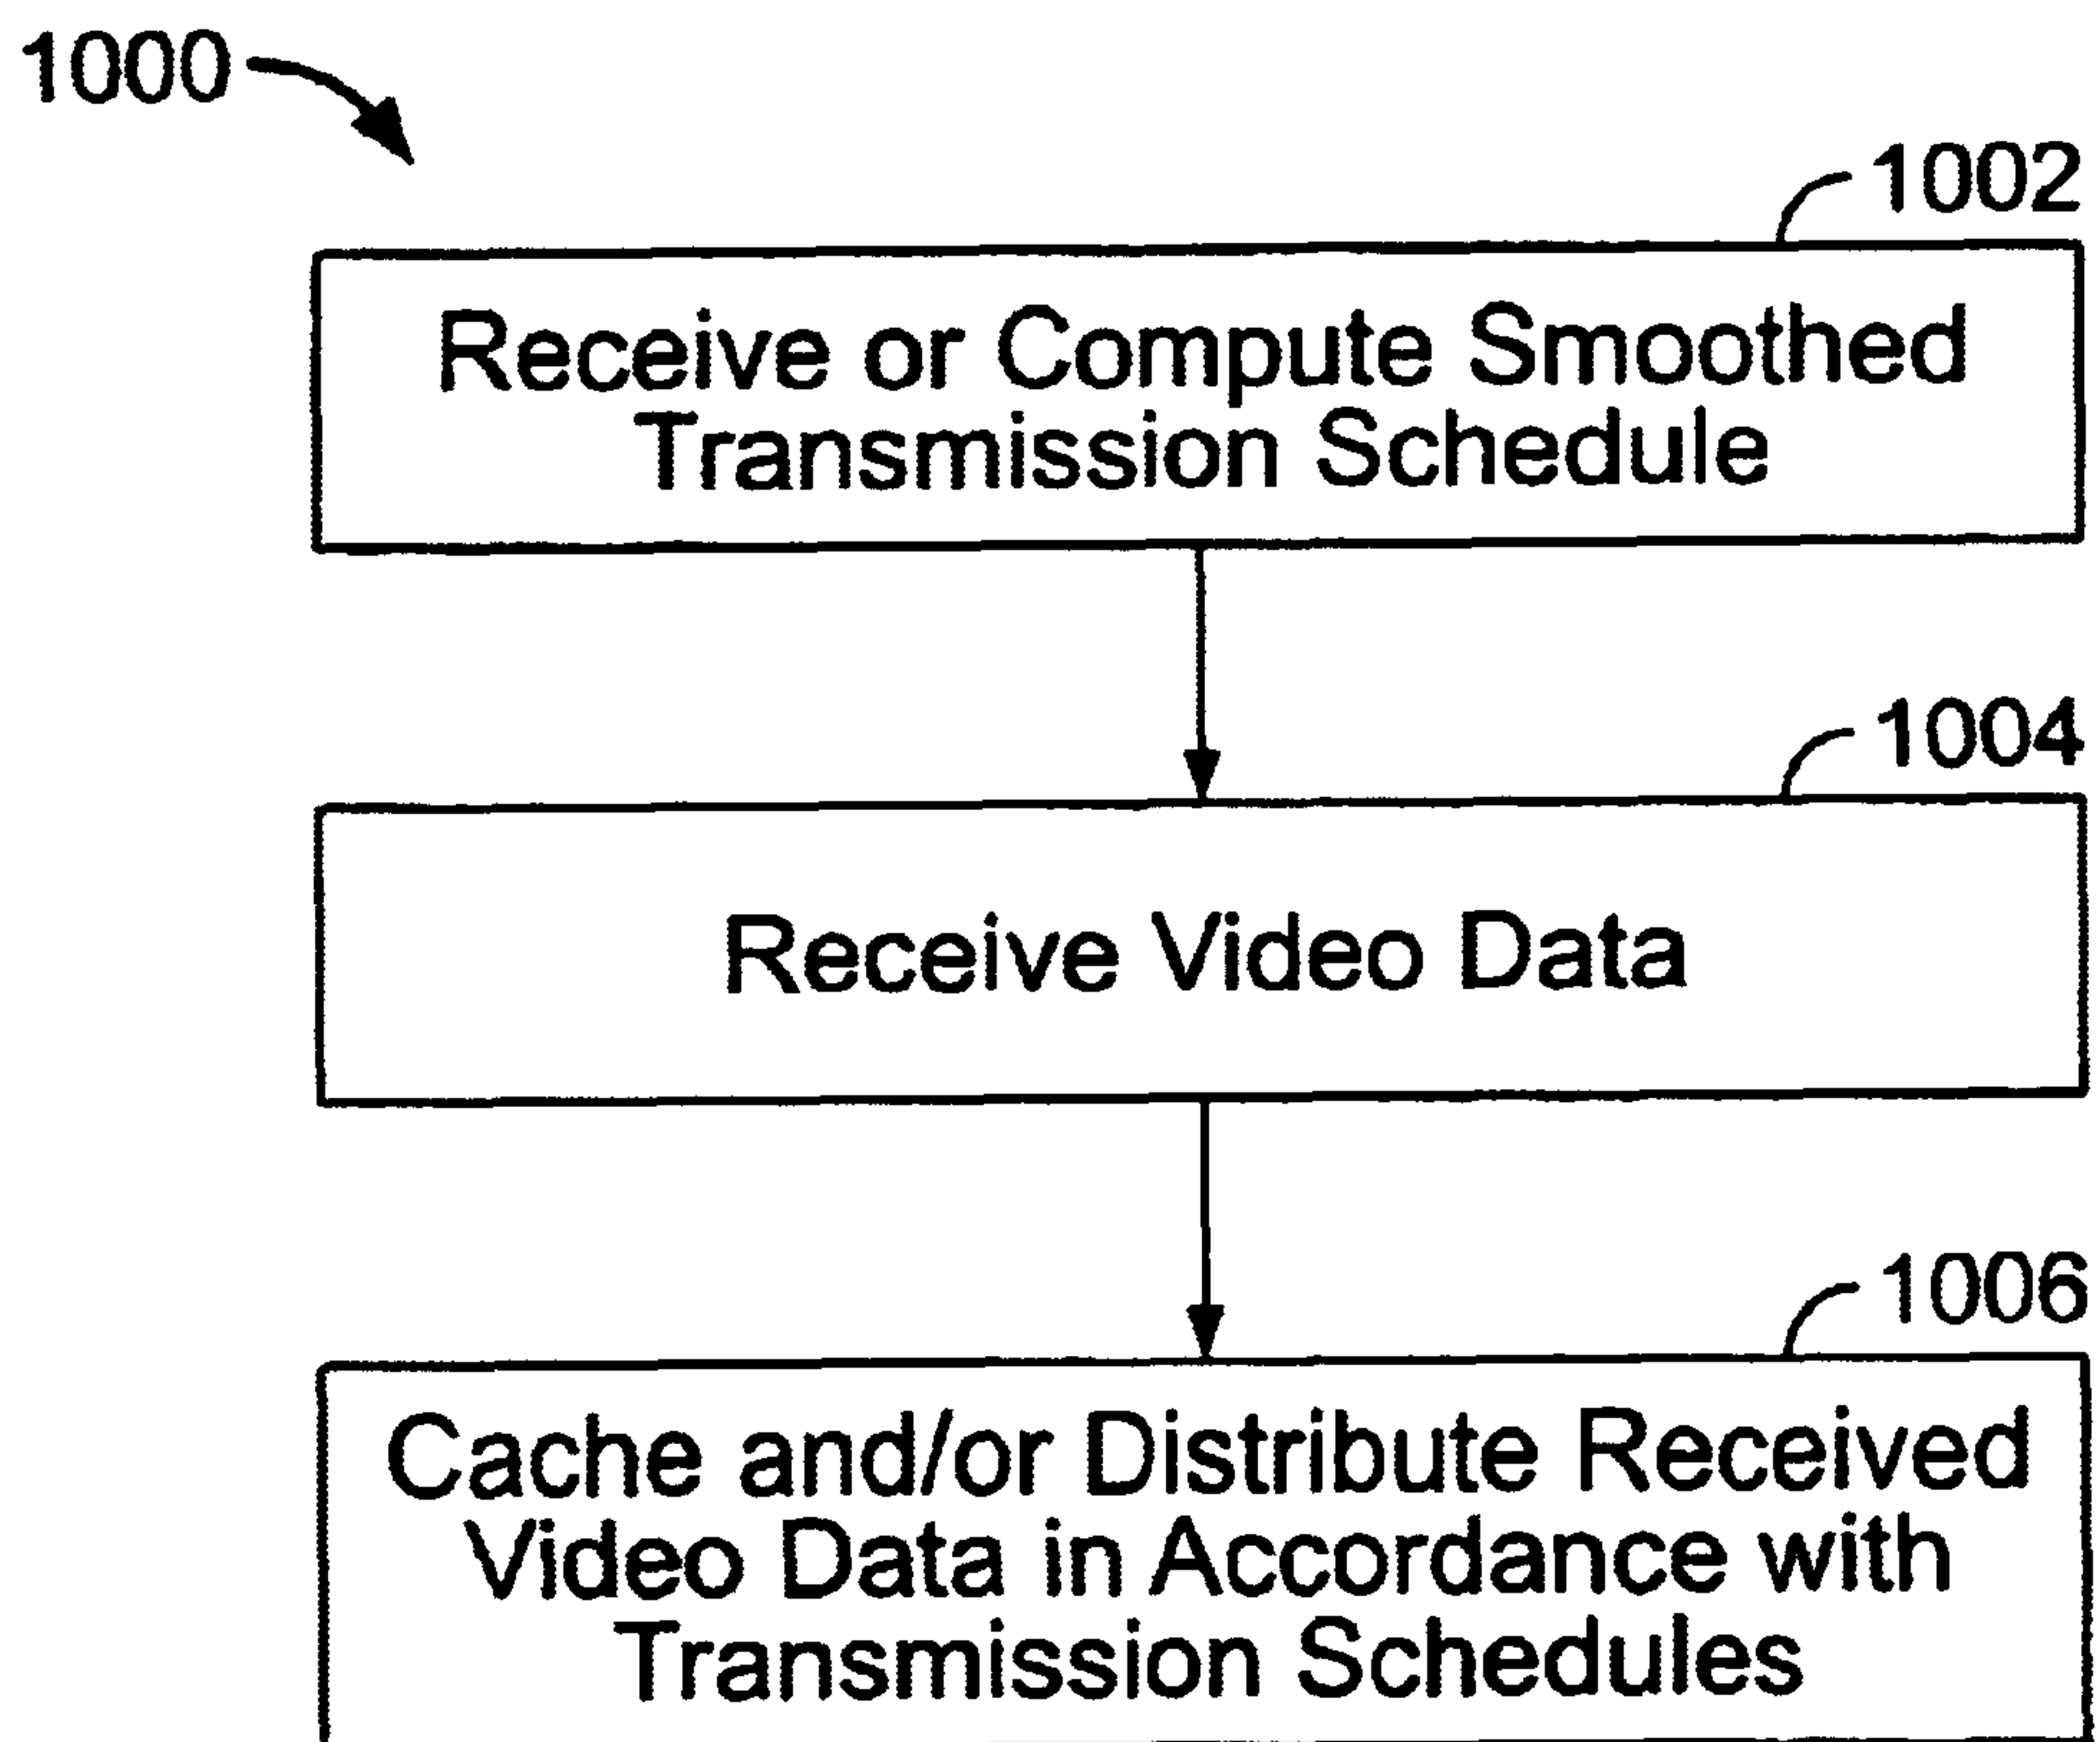 1000
1002
Receive or Compute Smoothed
Transmission Schedule
1004
Receive Video Data
1006
Cache and/or Distribute Received
Video Data in Accordance with
Transmission Schedules